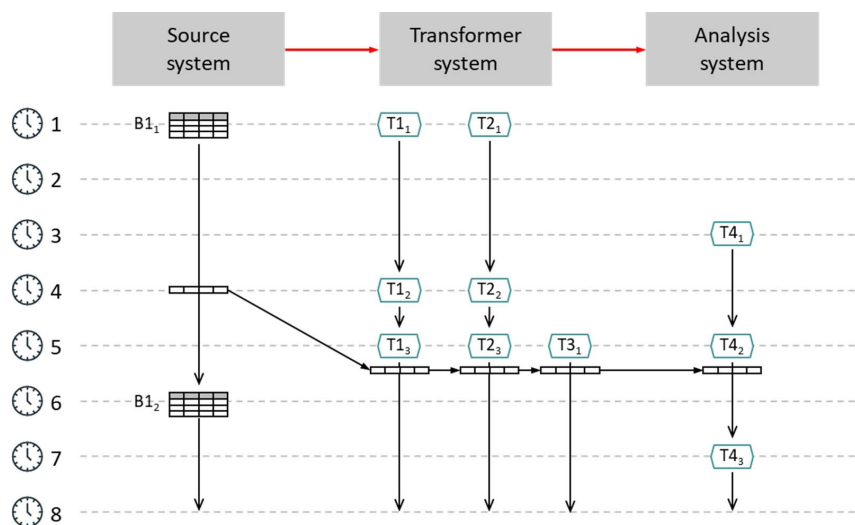 Source
system
Transformer
system
Analysis
system
1
B1₁
T1₁
T2₁
2
3
T4₁
4
T1₂
T2₂
5
T1₃
T2₃
T3₁
T4₂
6
B1₂
7
T4₃
8